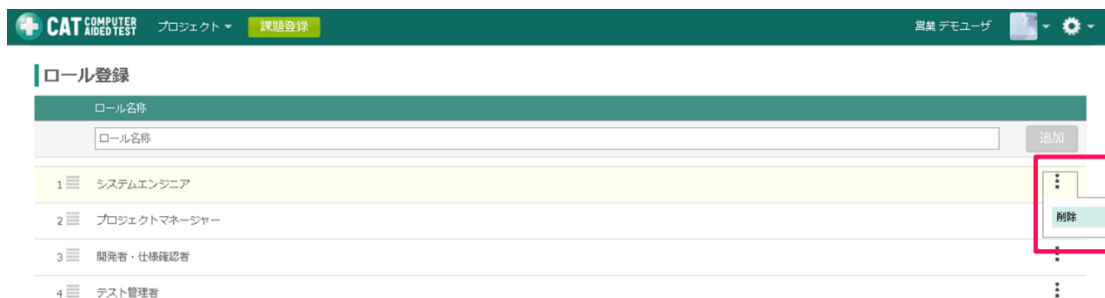 CAT COMPUTER AIDED TEST プロジェクト 課題登録 営業 デモユーザ
ロール登録
ロール名称
ロール名称 追加
1 システムエンジニア
削除
2 プロジェクトマネージャー
3 開発者・仕様確認者
4 テスト管理者